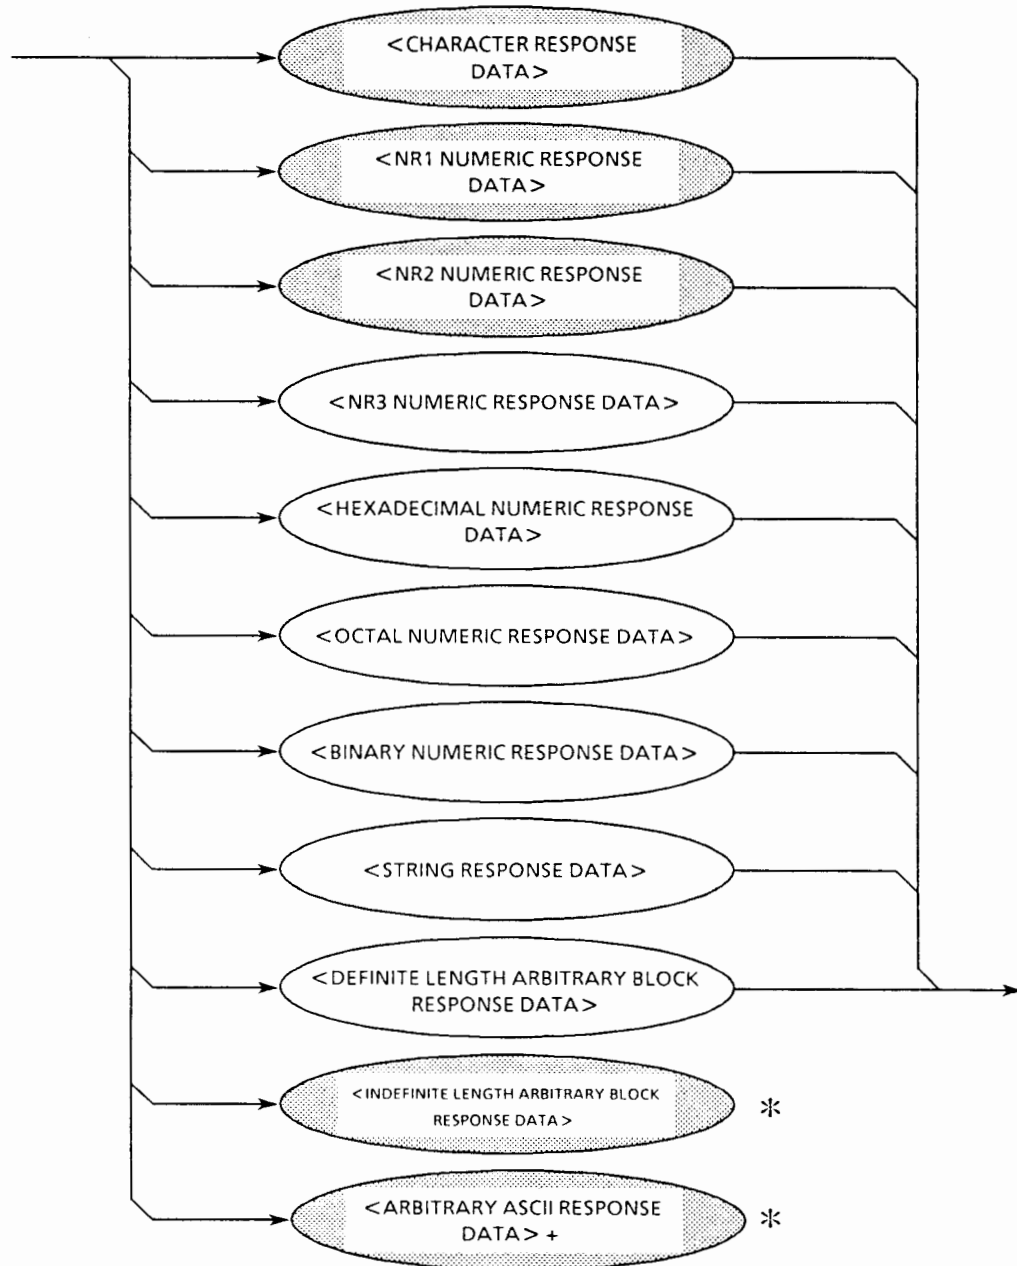 <CHARACTER RESPONSE
DATA>
<NR1 NUMERIC RESPONSE
DATA>
<NR2 NUMERIC RESPONSE
DATA>
<NR3 NUMERIC RESPONSE DATA>
<HEXADECIMAL NUMERIC RESPONSE
DATA>
<OCTAL NUMERIC RESPONSE DATA>
<BINARY NUMERIC RESPONSE DATA>
<STRING RESPONSE DATA>
<DEFINITE LENGTH ARBITRARY BLOCK
RESPONSE DATA>
<INDEFINITE LENGTH ARBITRARY BLOCK
RESPONSE DATA>
*
<ARBITRARY ASCII RESPONSE
DATA> +
*